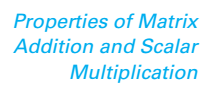 Properties of Matrix
Addition and Scalar
Multiplication